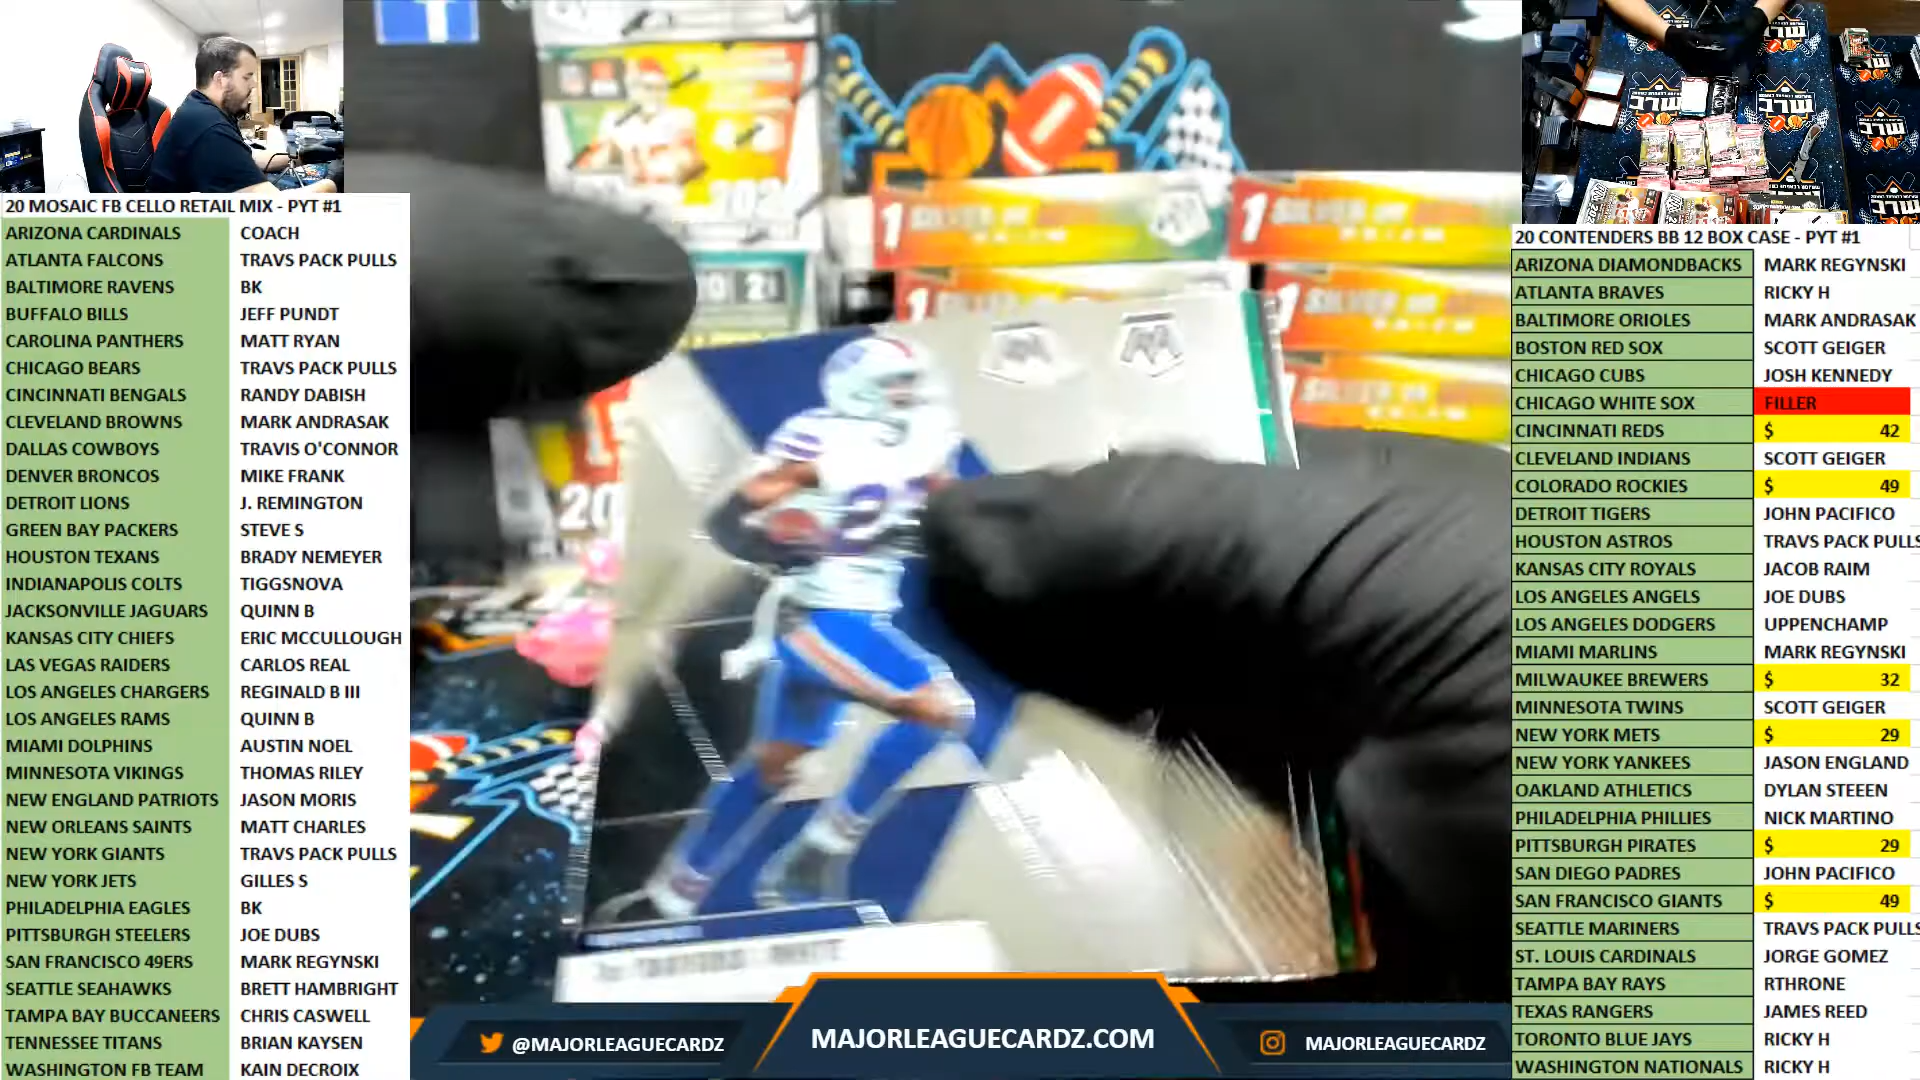 20 MOSAIC FB CELLO RETAIL MIX - PYT #1
ARIZONA CARDINALS COACH
ATLANTA FALCONS TRAVS PACK PULLS
BALTIMORE RAVENS BK
BUFFALO BILLS JEFF PUNDT
CAROLINA PANTHERS MATT RYAN
CHICAGO BEARS TRAVS PACK PULLS
CINCINNATI BENGALS RANDY DABISH
CLEVELAND BROWNS MARK ANDRASAK
DALLAS COWBOYS TRAVIS O'CONNOR
DENVER BRONCOS MIKE FRANK
DETROIT LIONS J. REMINGTON
GREEN BAY PACKERS STEVE S
HOUSTON TEXANS BRADY NEMEYER
INDIANAPOLIS COLTS TIGGSNOVA
JACKSONVILLE JAGUARS QUINN B
KANSAS CITY CHIEFS ERIC MCCULLOUGH
LAS VEGAS RAIDERS CARLOS REAL
LOS ANGELES CHARGERS REGINALD B III
LOS ANGELES RAMS QUINN B
MIAMI DOLPHINS AUSTIN NOEL
MINNESOTA VIKINGS THOMAS RILEY
NEW ENGLAND PATRIOTS JASON MORIS
NEW ORLEANS SAINTS MATT CHARLES
NEW YORK GIANTS TRAVS PACK PULLS
NEW YORK JETS GILLES S
PHILADELPHIA EAGLES BK
PITTSBURGH STEELERS JOE DUBS
SAN FRANCISCO 49ERS MARK REGYNSKI
SEATTLE SEAHAWKS BRETT HAMBRIGHT
TAMPA BAY BUCCANEERS CHRIS CASWELL
TENNESSEE TITANS BRIAN KAYSEN
WASHINGTON FB TEAM KAIN DECROIX
1 SILVER
1 SILVER
@MAJORLEAGUECARDZ
MAJORLEAGUECARDZ.COM
MAJORLEAGUECARDZ
20 CONTENDERS BB 12 BOX CASE - PYT #1
ARIZONA DIAMONDBACKS MARK REGYNSKI
ATLANTA BRAVES RICKY H
BALTIMORE ORIOLES MARK ANDRASAK
BOSTON RED SOX SCOTT GEIGER
CHICAGO CUBS JOSH KENNEDY
CHICAGO WHITE SOX FILLER
CINCINNATI REDS $ 42
CLEVELAND INDIANS SCOTT GEIGER
COLORADO ROCKIES $ 49
DETROIT TIGERS JOHN PACIFICO
HOUSTON ASTROS TRAVS PACK PULLS
KANSAS CITY ROYALS JACOB RAIM
LOS ANGELES ANGELS JOE DUBS
LOS ANGELES DODGERS UPPENCHAMP
MIAMI MARLINS MARK REGYNSKI
MILWAUKEE BREWERS $ 32
MINNESOTA TWINS SCOTT GEIGER
NEW YORK METS $ 29
NEW YORK YANKEES JASON ENGLAND
OAKLAND ATHLETICS DYLAN STEEEN
PHILADELPHIA PHILLIES NICK MARTINO
PITTSBURGH PIRATES $ 29
SAN DIEGO PADRES JOHN PACIFICO
SAN FRANCISCO GIANTS $ 49
SEATTLE MARINERS TRAVS PACK PULLS
ST. LOUIS CARDINALS JORGE GOMEZ
TAMPA BAY RAYS RTHRONE
TEXAS RANGERS JAMES REED
TORONTO BLUE JAYS RICKY H
WASHINGTON NATIONALS RICKY H